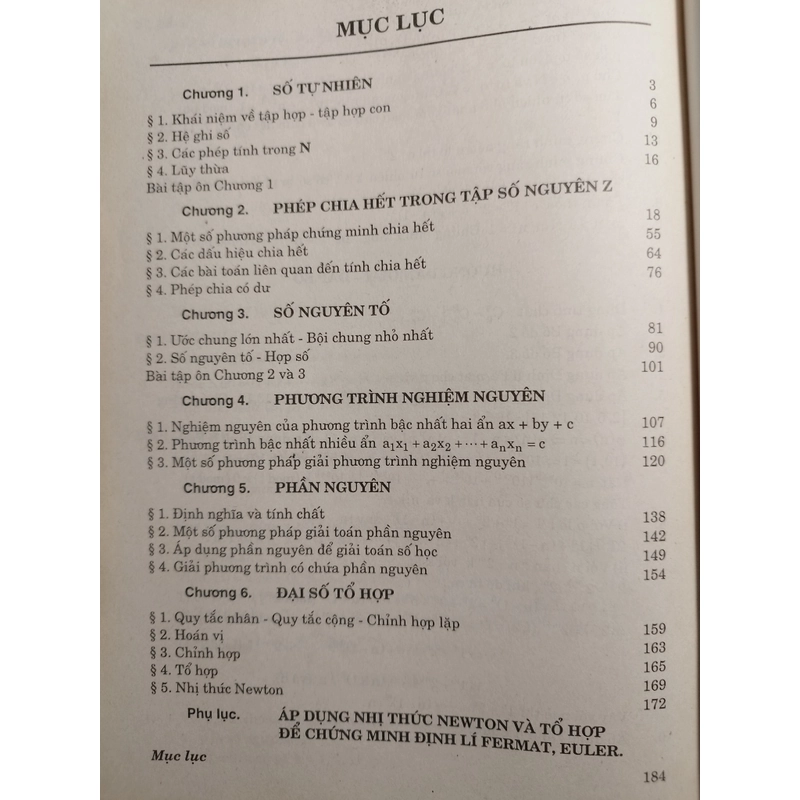 MỤC LỤC
Chương 1. SỐ TỰ NHIÊN
§ 1. Khái niệm về tập hợp - tập hợp con 3
§ 2. Hệ ghi số 6
§ 3. Các phép tính trong N 9
§ 4. Lũy thừa 13
Bài tập ôn Chương 1 16
Chương 2. PHÉP CHIA HẾT TRONG TẬP SỐ NGUYÊN Z
§ 1. Một số phương pháp chứng minh chia hết 18
§ 2. Các dấu hiệu chia hết 55
§ 3. Các bài toán liên quan đến tính chia hết 64
§ 4. Phép chia có dư 76
Chương 3. SỐ NGUYÊN TỐ
§ 1. Ước chung lớn nhất - Bội chung nhỏ nhất 81
§ 2. Số nguyên tố - Hợp số 90
Bài tập ôn Chương 2 và 3 101
Chương 4. PHƯƠNG TRÌNH NGHIỆM NGUYÊN
§ 1. Nghiệm nguyên của phương trình bậc nhất hai ẩn ax + by + c 107
§ 2. Phương trình bậc nhất nhiều ẩn a₁x₁ + a₂x₂ + ··· + aₙxₙ = c 116
§ 3. Một số phương pháp giải phương trình nghiệm nguyên 120
Chương 5. PHẦN NGUYÊN
§ 1. Định nghĩa và tính chất 138
§ 2. Một số phương pháp giải toán phần nguyên 142
§ 3. Áp dụng phần nguyên để giải toán số học 149
§ 4. Giải phương trình có chứa phần nguyên 154
Chương 6. ĐẠI SỐ TỔ HỢP
§ 1. Quy tắc nhân - Quy tắc cộng - Chỉnh hợp lặp 159
§ 2. Hoán vị 163
§ 3. Chỉnh hợp 165
§ 4. Tổ hợp 169
§ 5. Nhị thức Newton 172
Phụ lục. ÁP DỤNG NHỊ THỨC NEWTON VÀ TỔ HỢP
ĐỂ CHỨNG MINH ĐỊNH LÍ FERMAT, EULER.
Mục lục 184